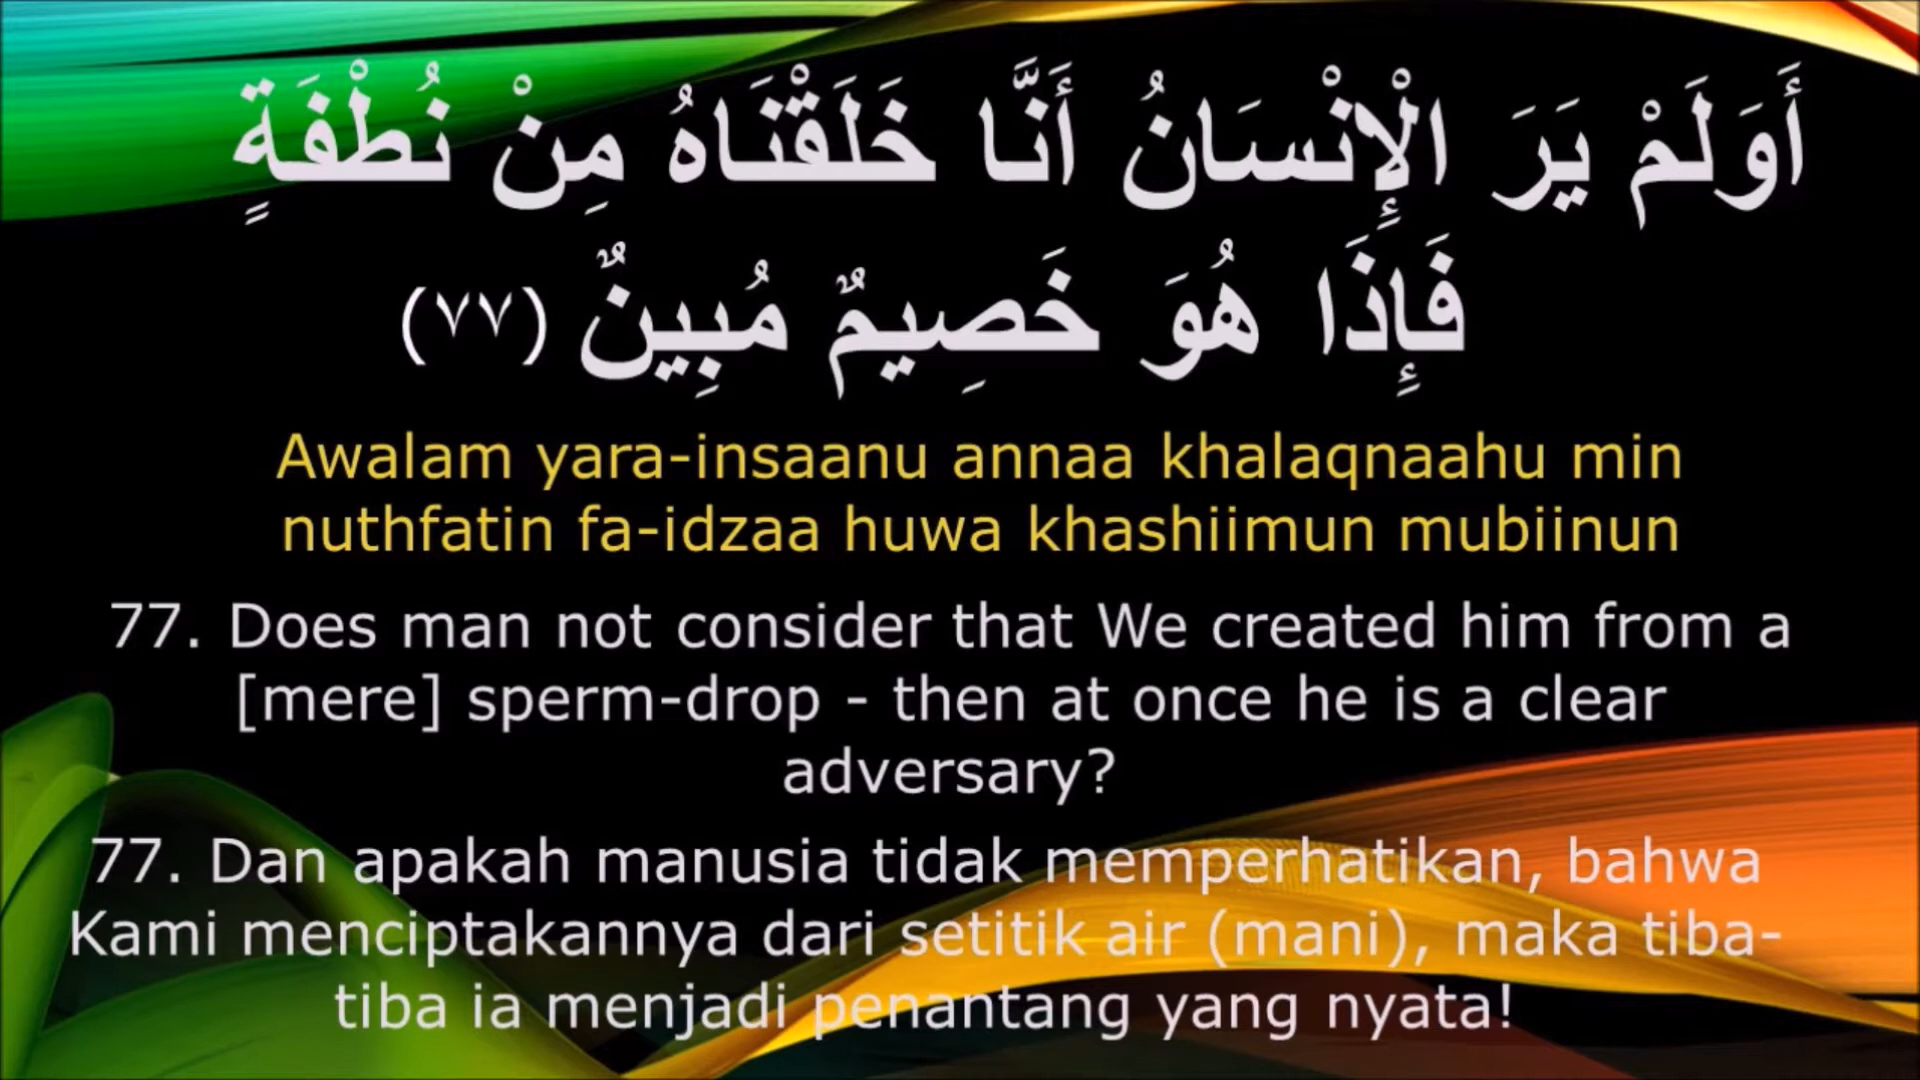 أَوَلَمْ يَرَ الْإِنْسَانُ أَنَّا خَلَقْنَاهُ مِنْ نُطْفَةٍ
فَإِذَا هُوَ خَصِيمٌ مُبِينٌ (٧٧)
Awalam yara-insaanu annaa khalaqnaahu min
nuthfatin fa-idzaa huwa khashiimun mubiinun
77. Does man not consider that We created him from a
[mere] sperm-drop - then at once he is a clear
adversary?
77. Dan apakah manusia tidak memperhatikan, bahwa
Kami menciptakannya dari setitik air (mani), maka tiba-
tiba ia menjadi penantang yang nyata!